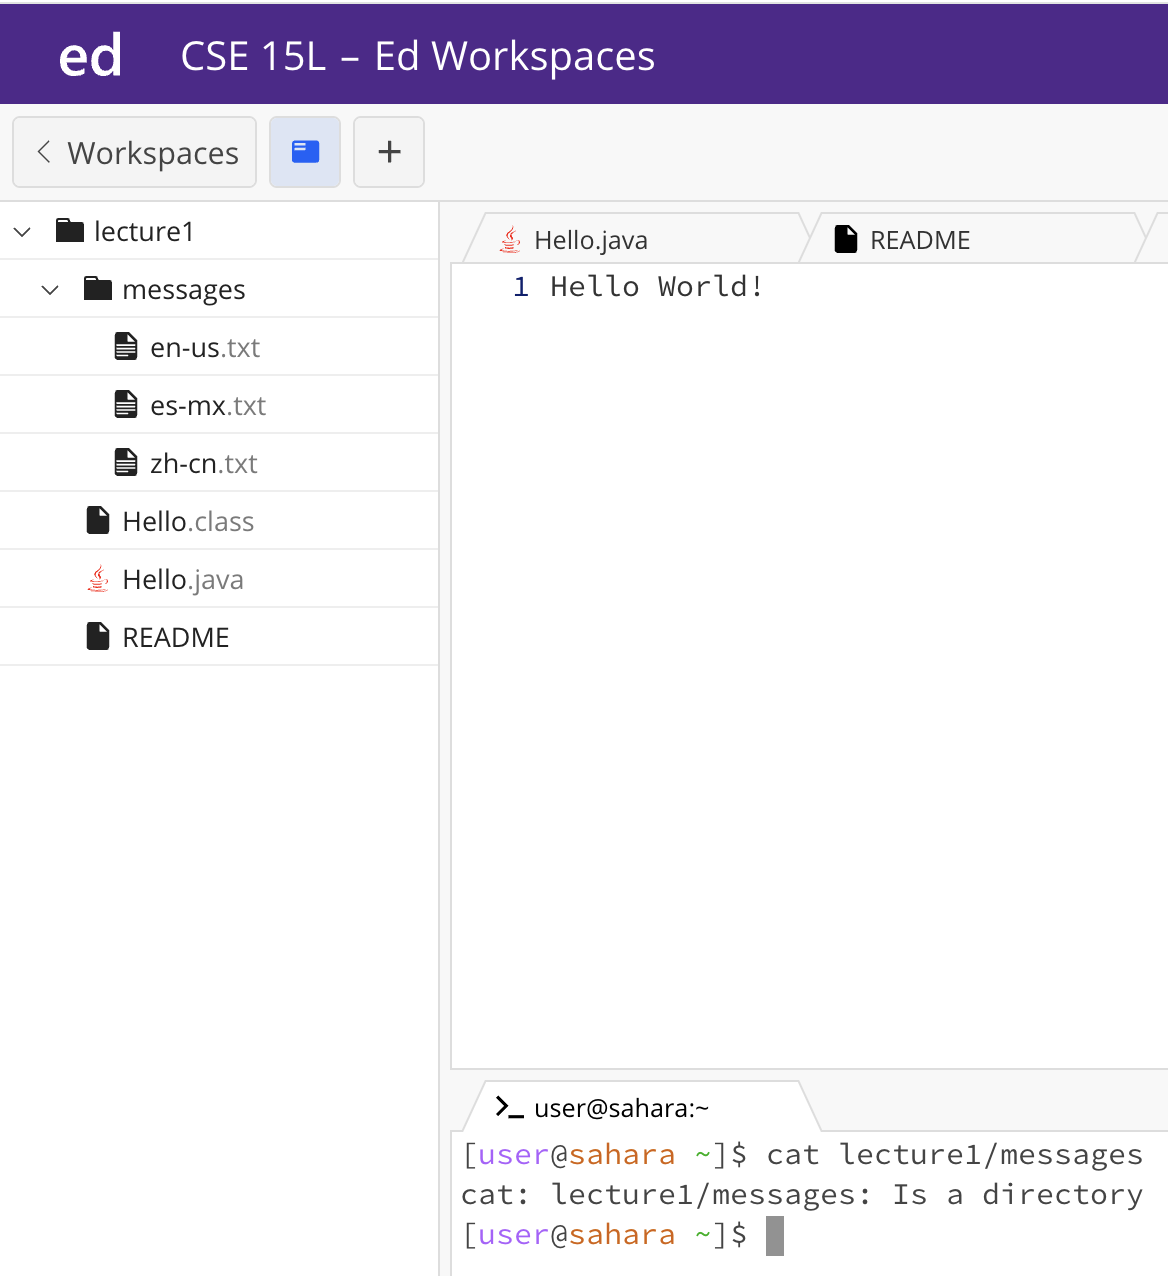 ed CSE 15L – Ed Workspaces
Workspaces +
lecture1
messages
en-us.txt
es-mx.txt
zh-cn.txt
Hello.class
Hello.java
README
Hello.java README
1 Hello World!
user@sahara:~
[user@sahara ~]$ cat lecture1/messages
cat: lecture1/messages: Is a directory
[user@sahara ~]$